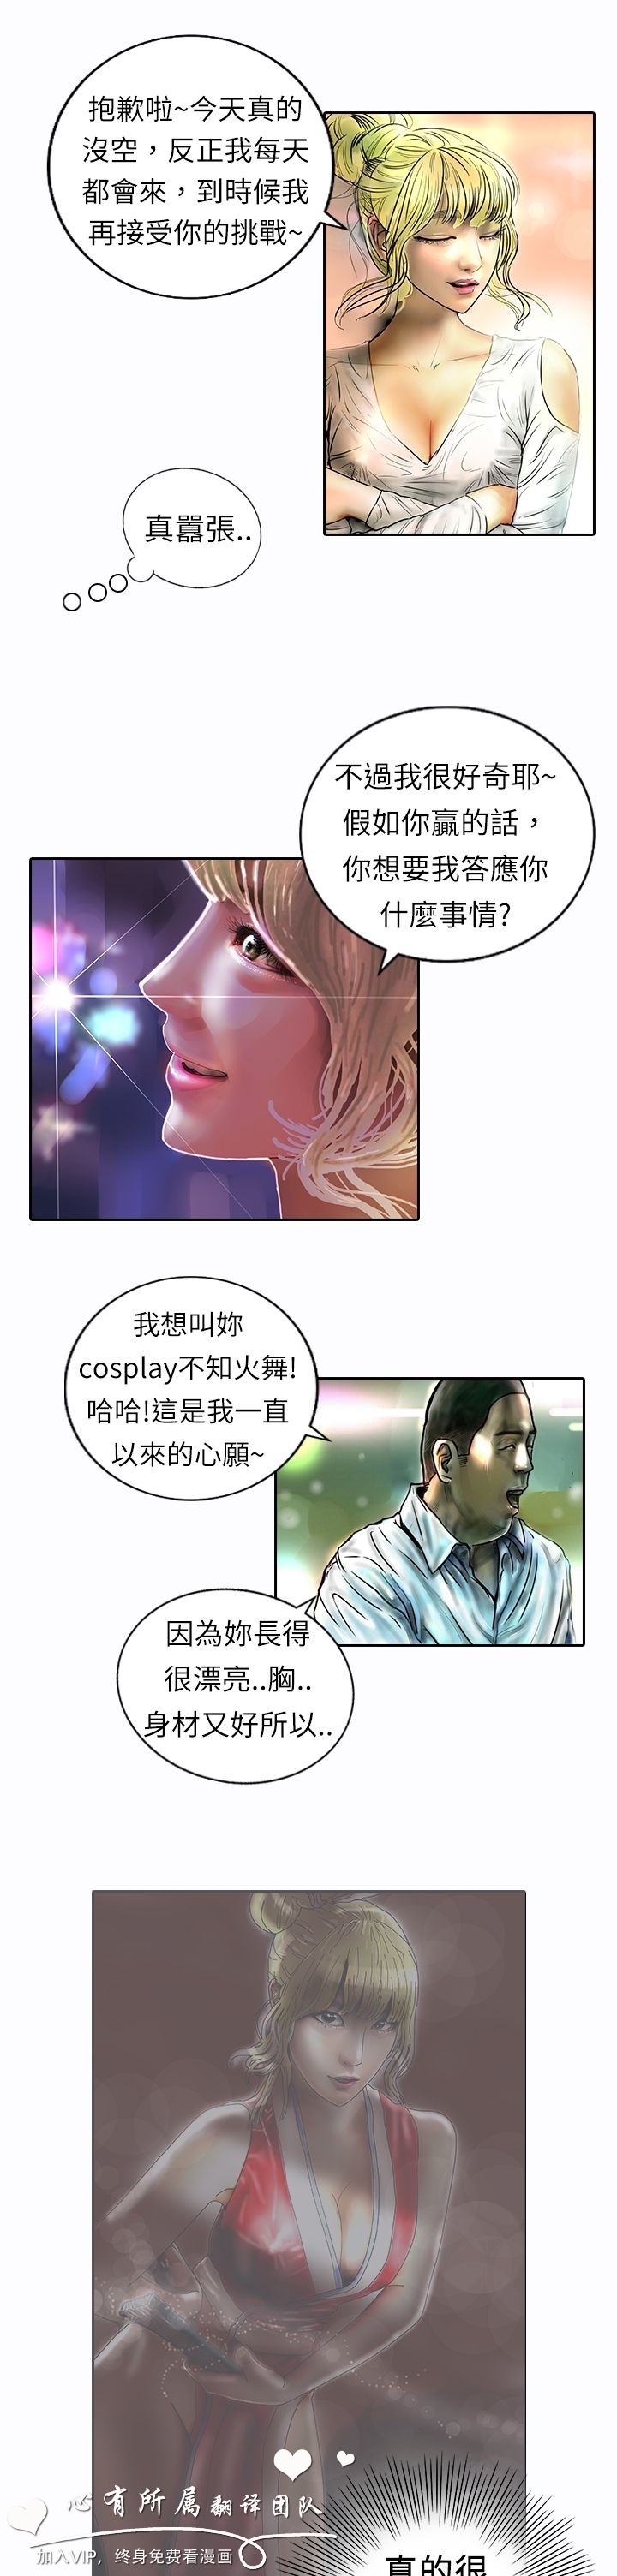 抱歉啦~今天真的
沒空，反正我每天
都會來，到時候我
再接受你的挑戰~
真囂張..
不過我很好奇耶~
假如你贏的話，
你想要我答應你
什麼事情?
我想叫妳
cosplay不知火舞!
哈哈!這是我一直
以來的心願~
因為妳長得
很漂亮..胸..
身材又好所以..
心有所属翻译团队
加入VIP，终身免费看漫画
真的很